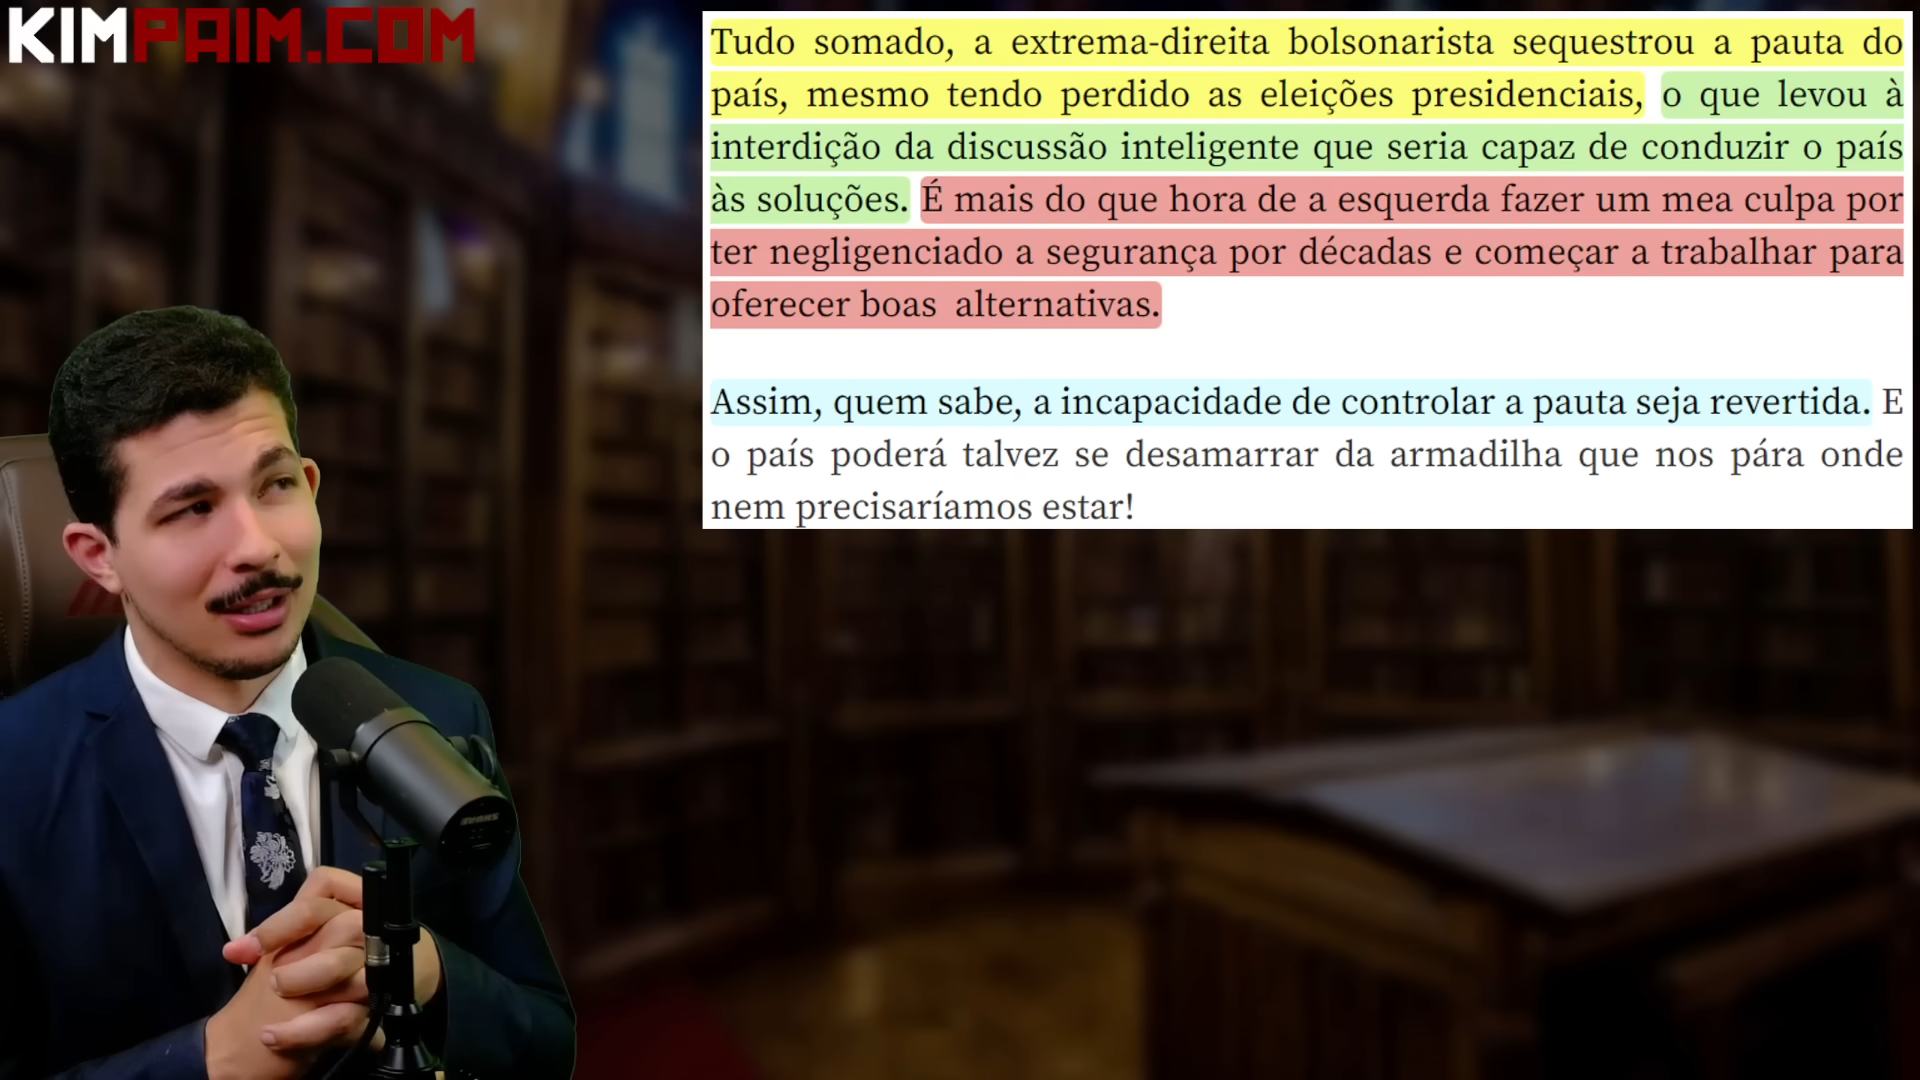 KIMPAIM.COM
Tudo somado, a extrema-direita bolsonarista sequestrou a pauta do
país, mesmo tendo perdido as eleições presidenciais, o que levou à
interdição da discussão inteligente que seria capaz de conduzir o país
às soluções. É mais do que hora de a esquerda fazer um mea culpa por
ter negligenciado a segurança por décadas e começar a trabalhar para
oferecer boas alternativas.
Assim, quem sabe, a incapacidade de controlar a pauta seja revertida. E
o país poderá talvez se desamarrar da armadilha que nos pára onde
nem precisaríamos estar!